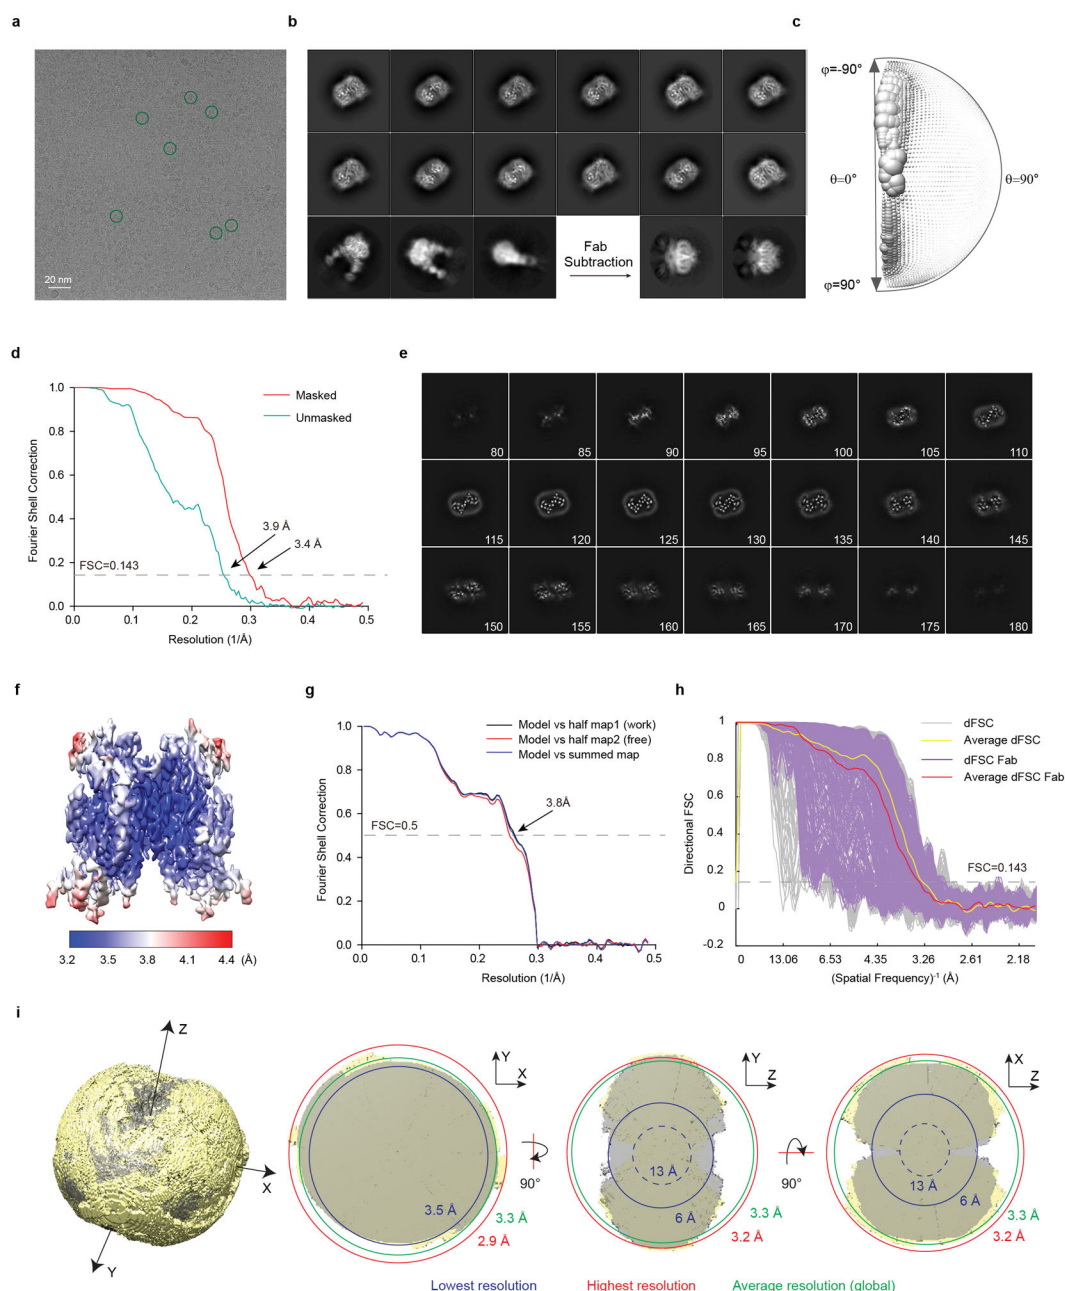 a
20 nm
b
Fab
Subtraction
c
φ=-90°
θ=0°
θ=90°
φ=90°
d
Fourier Shell Correction
1.0
0.8
0.6
0.4
0.2
0.0
Masked
Unmasked
3.9 Å
3.4 Å
FSC=0.143
0.0
0.1
0.2
0.3
0.4
0.5
Resolution (1/Å)
e
80
85
90
95
100
105
110
115
120
125
130
135
140
145
150
155
160
165
170
175
180
f
3.2
3.5
3.8
4.1
4.4
(Å)
g
Fourier Shell Correction
1.0
0.8
0.6
0.4
0.2
0.0
Model vs half map1 (work)
Model vs half map2 (free)
Model vs summed map
3.8Å
FSC=0.5
0.0
0.1
0.2
0.3
0.4
0.5
Resolution (1/Å)
h
Directional FSC
1
0.8
0.6
0.4
0.2
0
-0.2
dFSC
Average dFSC
dFSC Fab
Average dFSC Fab
FSC=0.143
0
13.06
6.53
4.35
3.26
2.61
2.18
(Spatial Frequency)⁻¹ (Å)
i
Z
X
Y
Y
X
3.5 Å
3.3 Å
2.9 Å
90°
Y
Z
13 Å
6 Å
3.3 Å
3.2 Å
90°
X
Z
13 Å
6 Å
3.3 Å
3.2 Å
Lowest resolution
Highest resolution
Average resolution (global)